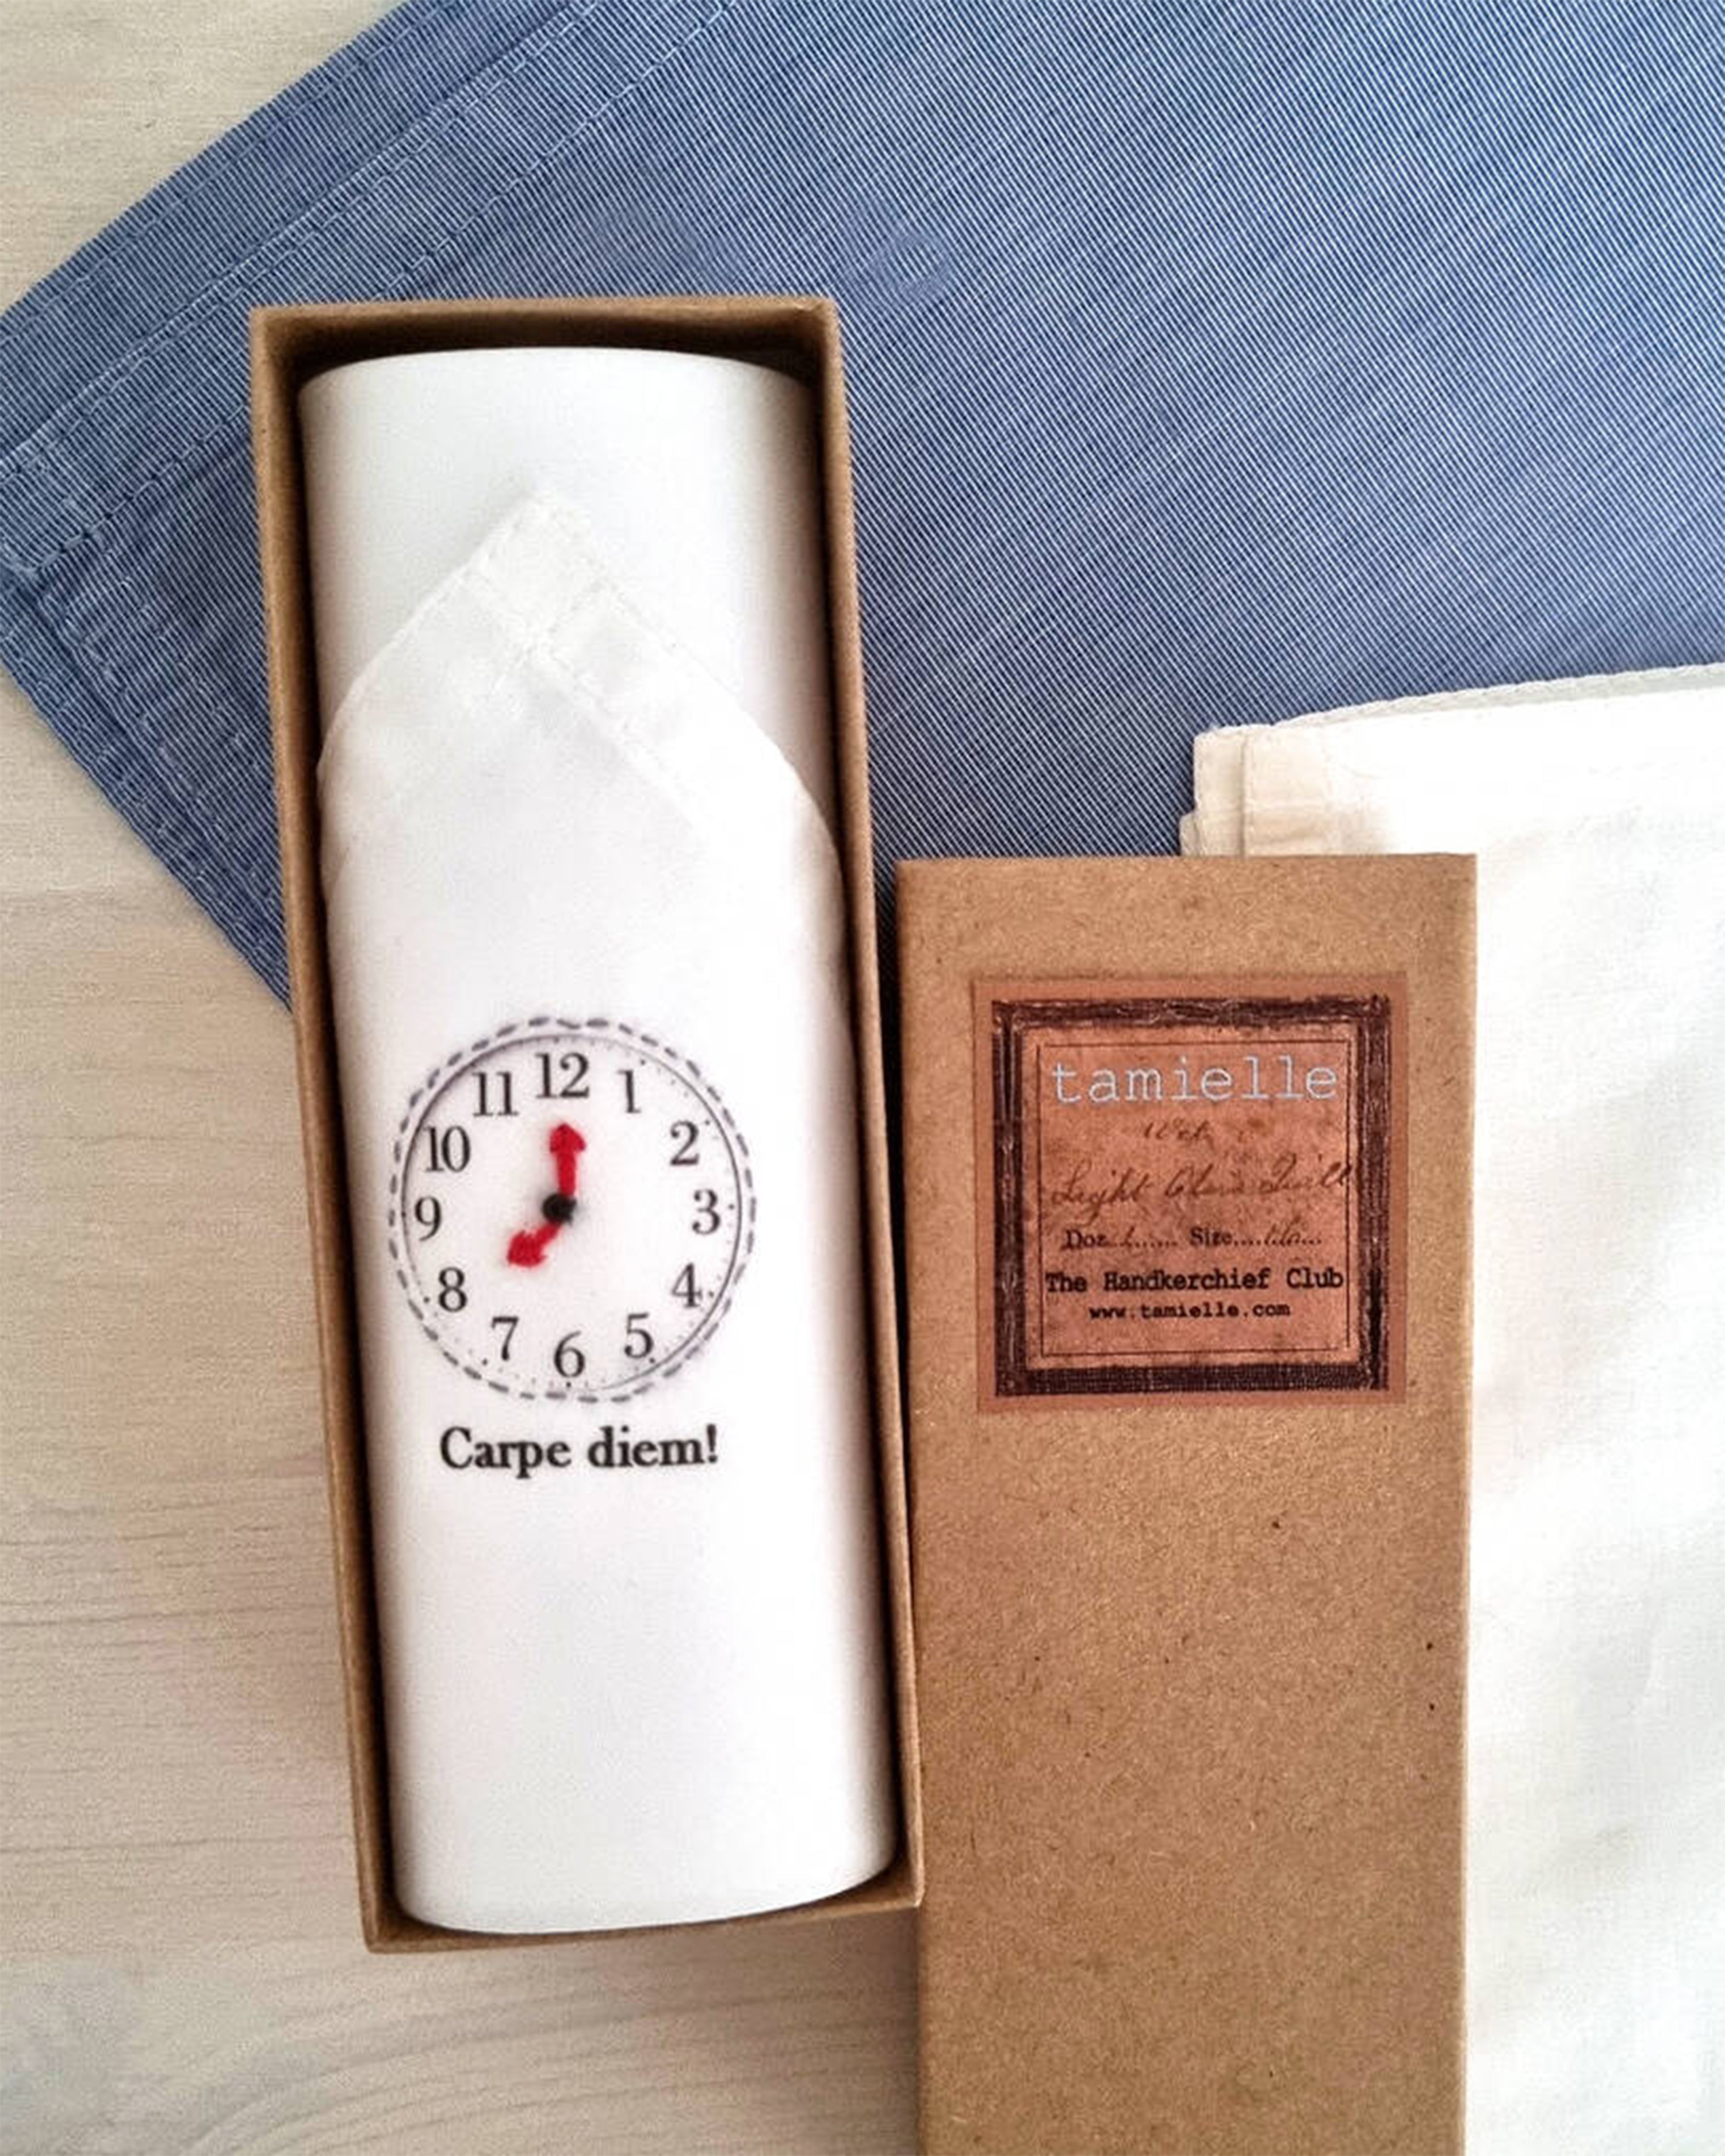 11 12 1
10 2
9 3
8 4
7 6 5
Carpe diem!
tamielle
Light
Doz. Size
The Handkerchief Club
www.tamielle.com